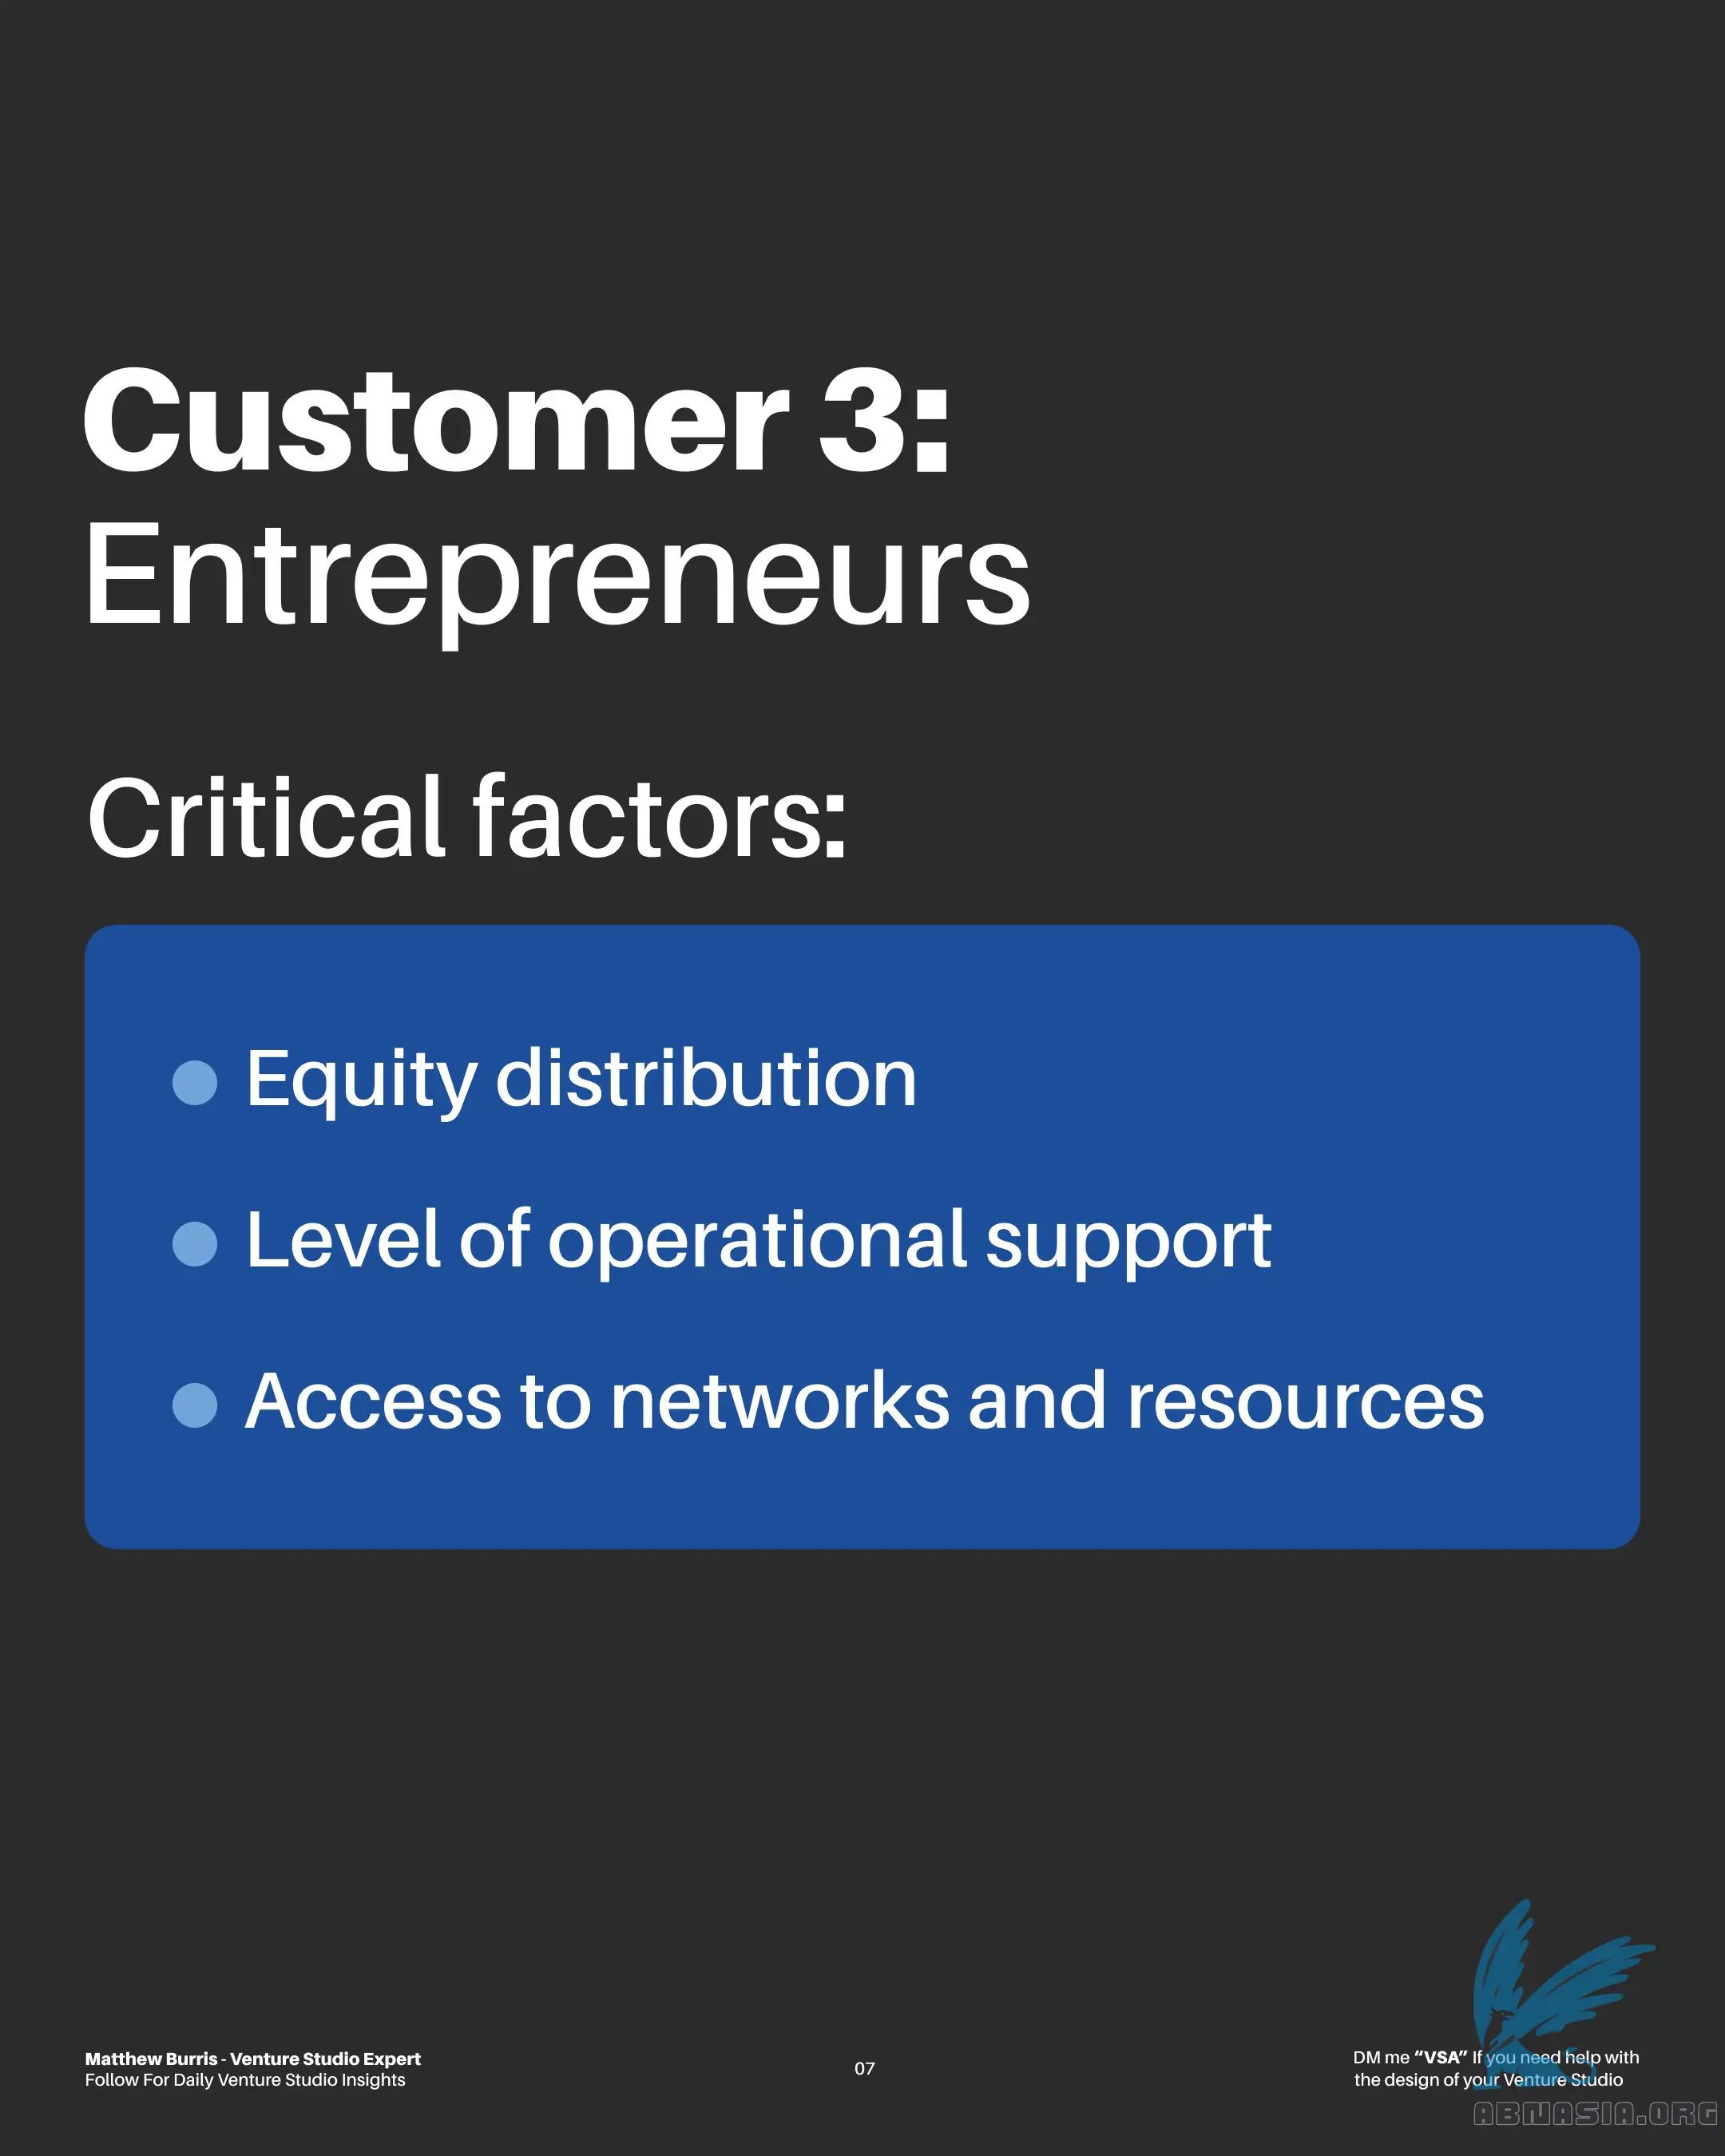 Customer 3:
Entrepreneurs
Critical factors:
Equity distribution
Level of operational support
Access to networks and resources
Matthew Burris - Venture Studio Expert
Follow For Daily Venture Studio Insights
07
DM me “VSA” If you need help with
the design of your Venture Studio
ABNASIA.ORG